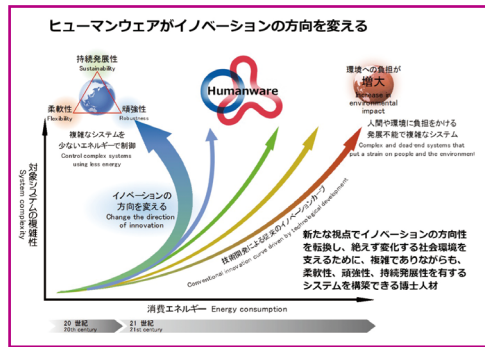 ヒューマンウェアがイノベーションの方向を変える
持続発展性
Sustainability
柔軟性
Flexibility
頑強性
Robustness
複雑なシステムを
少ないエネルギーで制御
Control complex systems
using less energy
Humanware
環境への負担が
増大
Increase in
environmental
impact
人間や環境に負担をかける
発展不能で複雑なシステム
Complex and dead-end systems that
put a strain on people and the environment
対象システムの複雑性
System complexity
イノベーションの
方向を変える
Change the direction
of innovation
技術開発による従来のイノベーションカーブ
Conventional innovation curve driven by technological development
新たな視点でイノベーションの方向性
を転換し、絶えず変化する社会環境を
支えるために、複雑でありながらも、
柔軟性、頑強性、持続発展性を有する
システムを構築できる博士人材
消費エネルギー Energy consumption
20 世紀
20th century
21 世紀
21st century